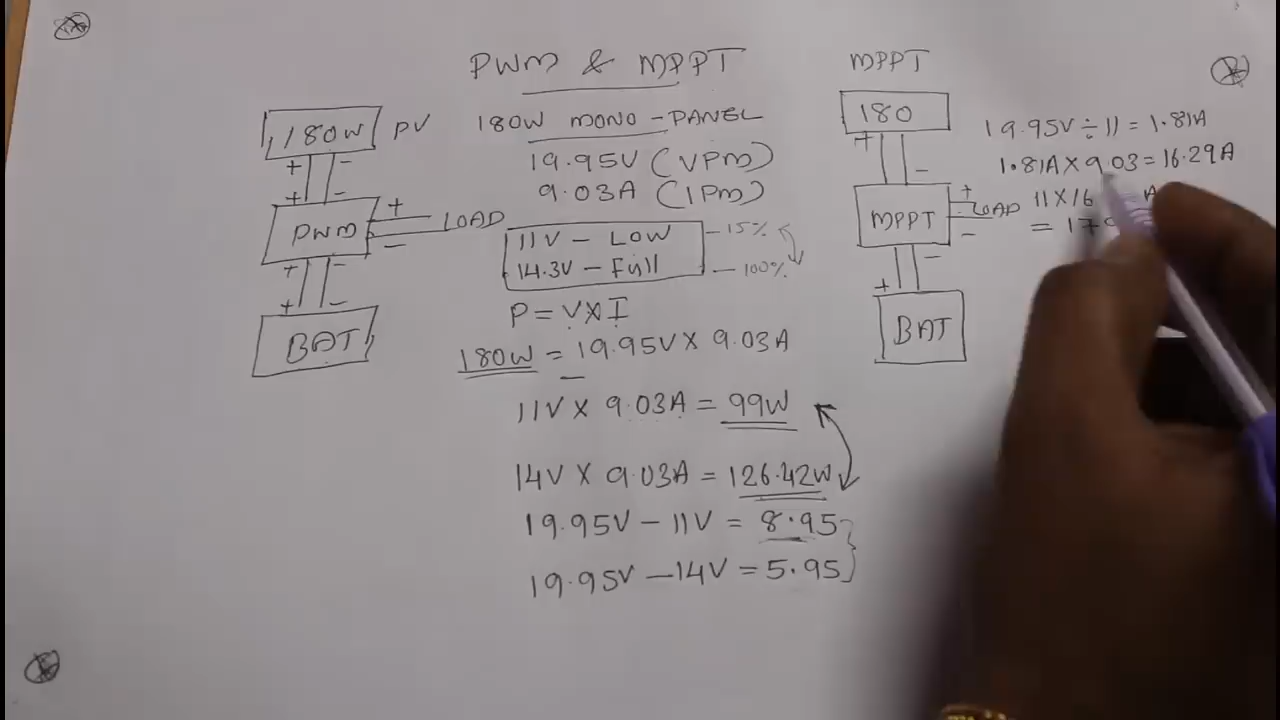 PWM & MPPT
180W PV
+ -
+ -
PWM
+
LOAD
-
+ -
+ -
BAT
180W MONO-PANEL
19.95V (VPM)
9.03A (IPM)
11V - LOW - 15%
14.3V - Full - 100%
P = V X I
180W = 19.95V X 9.03A
11V X 9.03A = 99W
14V X 9.03A = 126.42W
19.95V - 11V = 8.95
19.95V - 14V = 5.95
MPPT
180
+ -
MPPT
+
LOAD
-
-
+
BAT
19.95V ÷ 11 = 1.81A
1.81A X 9.03 = 16.29A
11 X 16 A
= 17